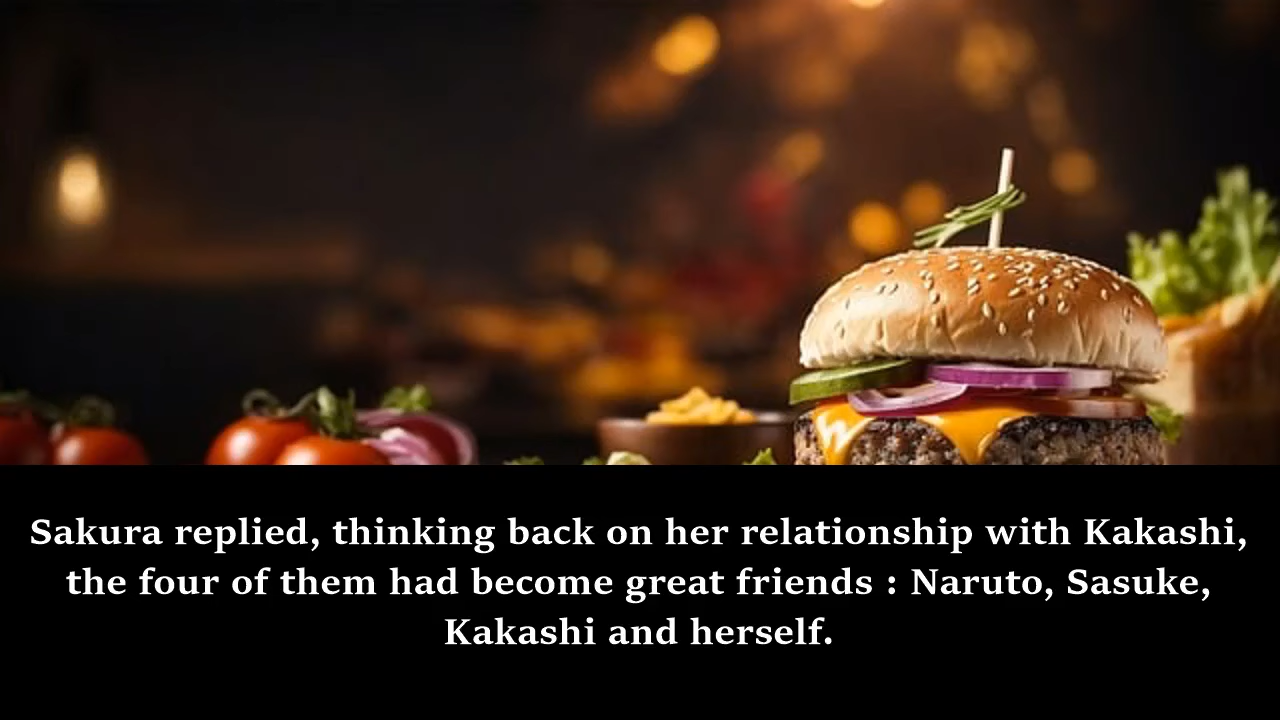 Sakura replied, thinking back on her relationship with Kakashi,
the four of them had become great friends : Naruto, Sasuke,
Kakashi and herself.